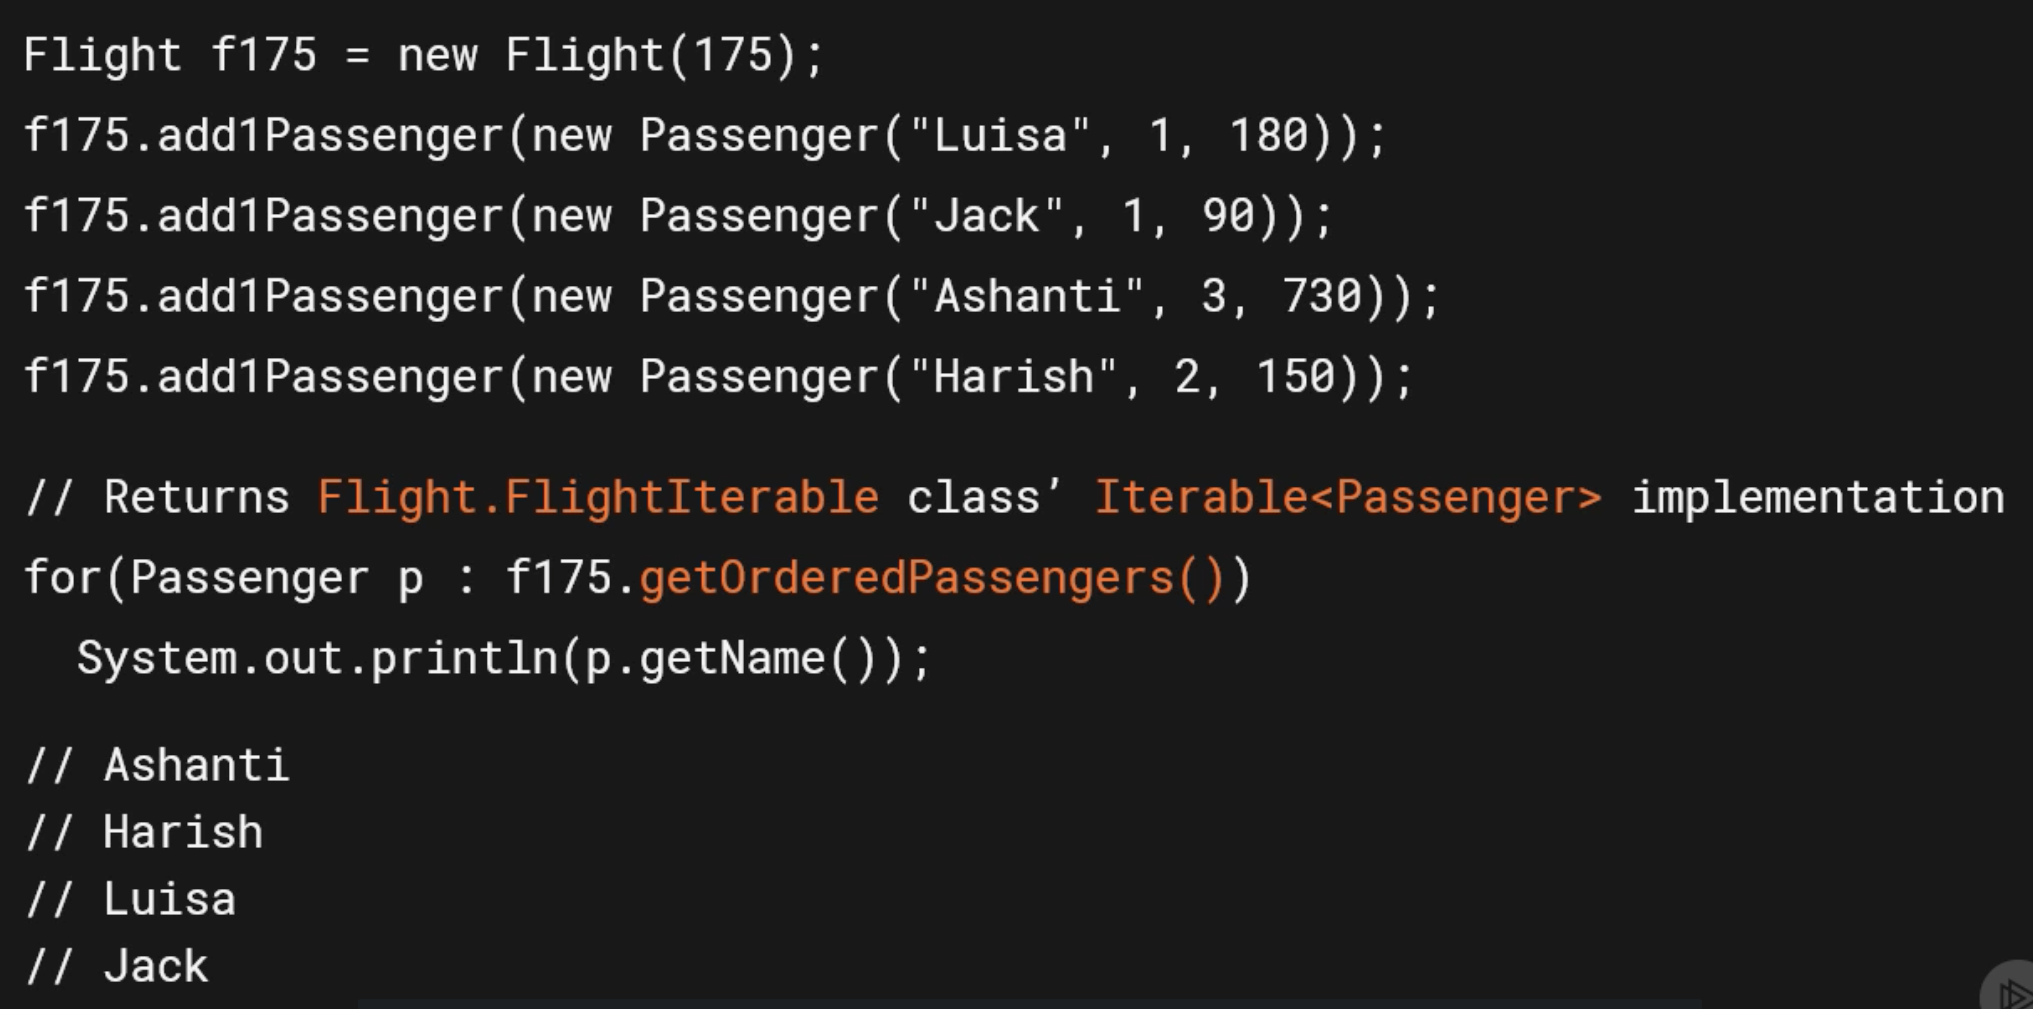 Flight f175 = new Flight(175);
f175.add1Passenger(new Passenger("Luisa", 1, 180));
f175.add1Passenger(new Passenger("Jack", 1, 90));
f175.add1Passenger(new Passenger("Ashanti", 3, 730));
f175.add1Passenger(new Passenger("Harish", 2, 150));
// Returns Flight.FlightIterable class’ Iterable<Passenger> implementation
for(Passenger p : f175.getOrderedPassengers())
  System.out.println(p.getName());
// Ashanti
// Harish
// Luisa
// Jack